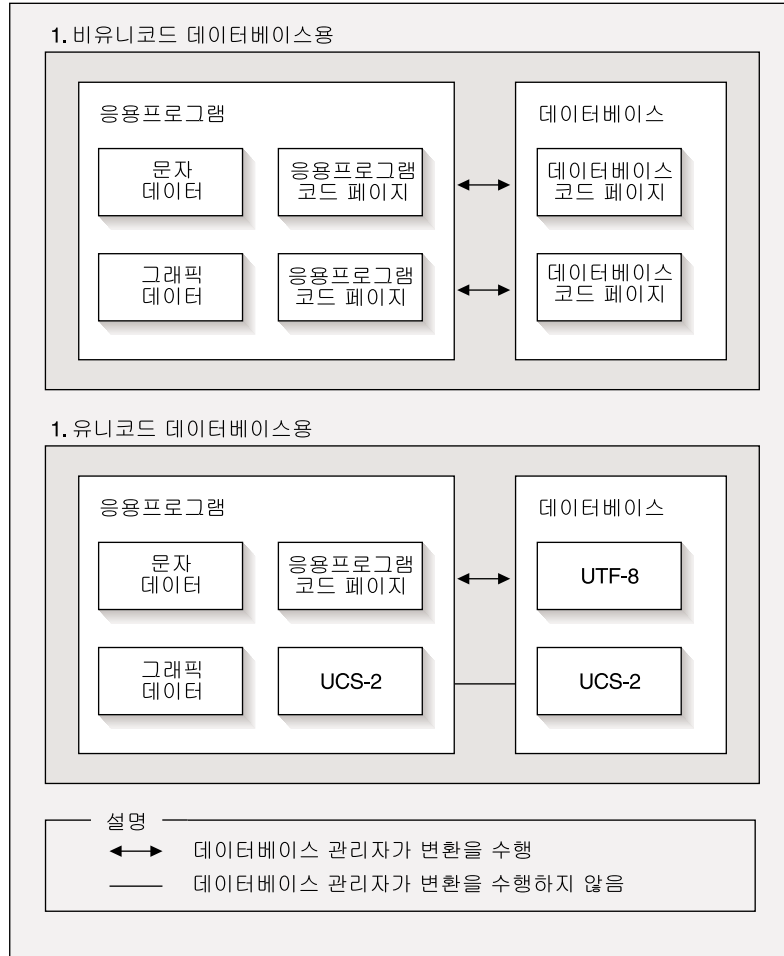 1. 비유니코드 데이터베이스용
응용프로그램
데이터베이스
문자
데이터
응용프로그램
코드 페이지
데이터베이스
코드 페이지
그래픽
데이터
응용프로그램
코드 페이지
데이터베이스
코드 페이지
1. 유니코드 데이터베이스용
응용프로그램
데이터베이스
문자
데이터
응용프로그램
코드 페이지
UTF-8
그래픽
데이터
UCS-2
UCS-2
설명
데이터베이스 관리자가 변환을 수행
데이터베이스 관리자가 변환을 수행하지 않음